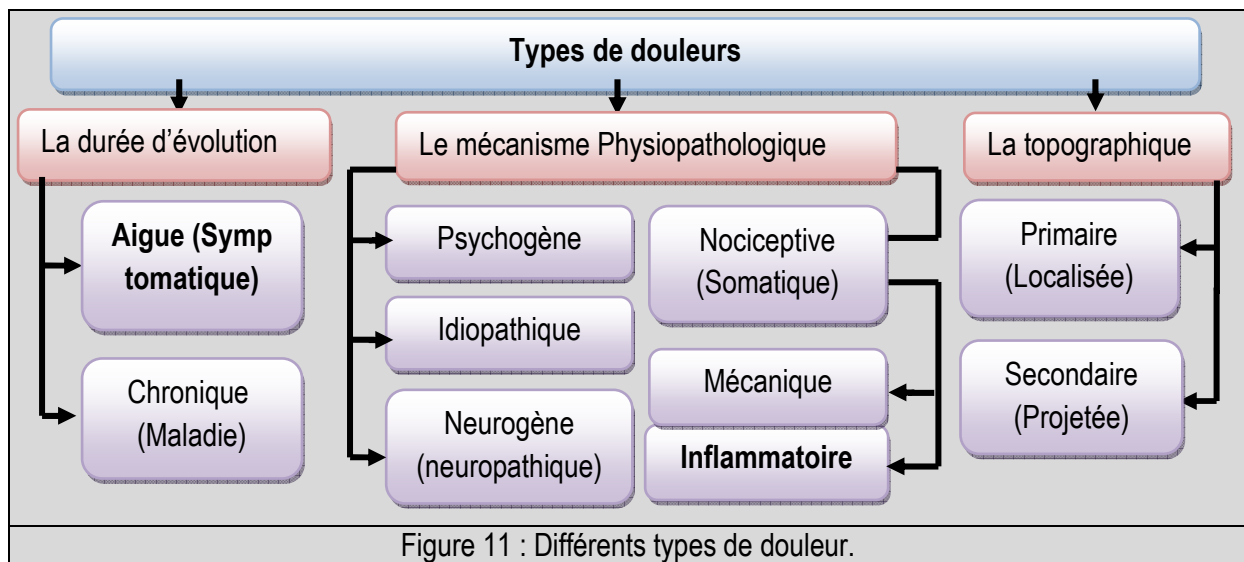 Types de douleurs
La durée d’évolution
Aigue (Symp
tomatique)
Chronique
(Maladie)
Le mécanisme Physiopathologique
Psychogène
Idiopathique
Neurogène
(neuropathique)
Nociceptive
(Somatique)
Mécanique
Inflammatoire
La topographique
Primaire
(Localisée)
Secondaire
(Projetée)
Figure 11 : Différents types de douleur.